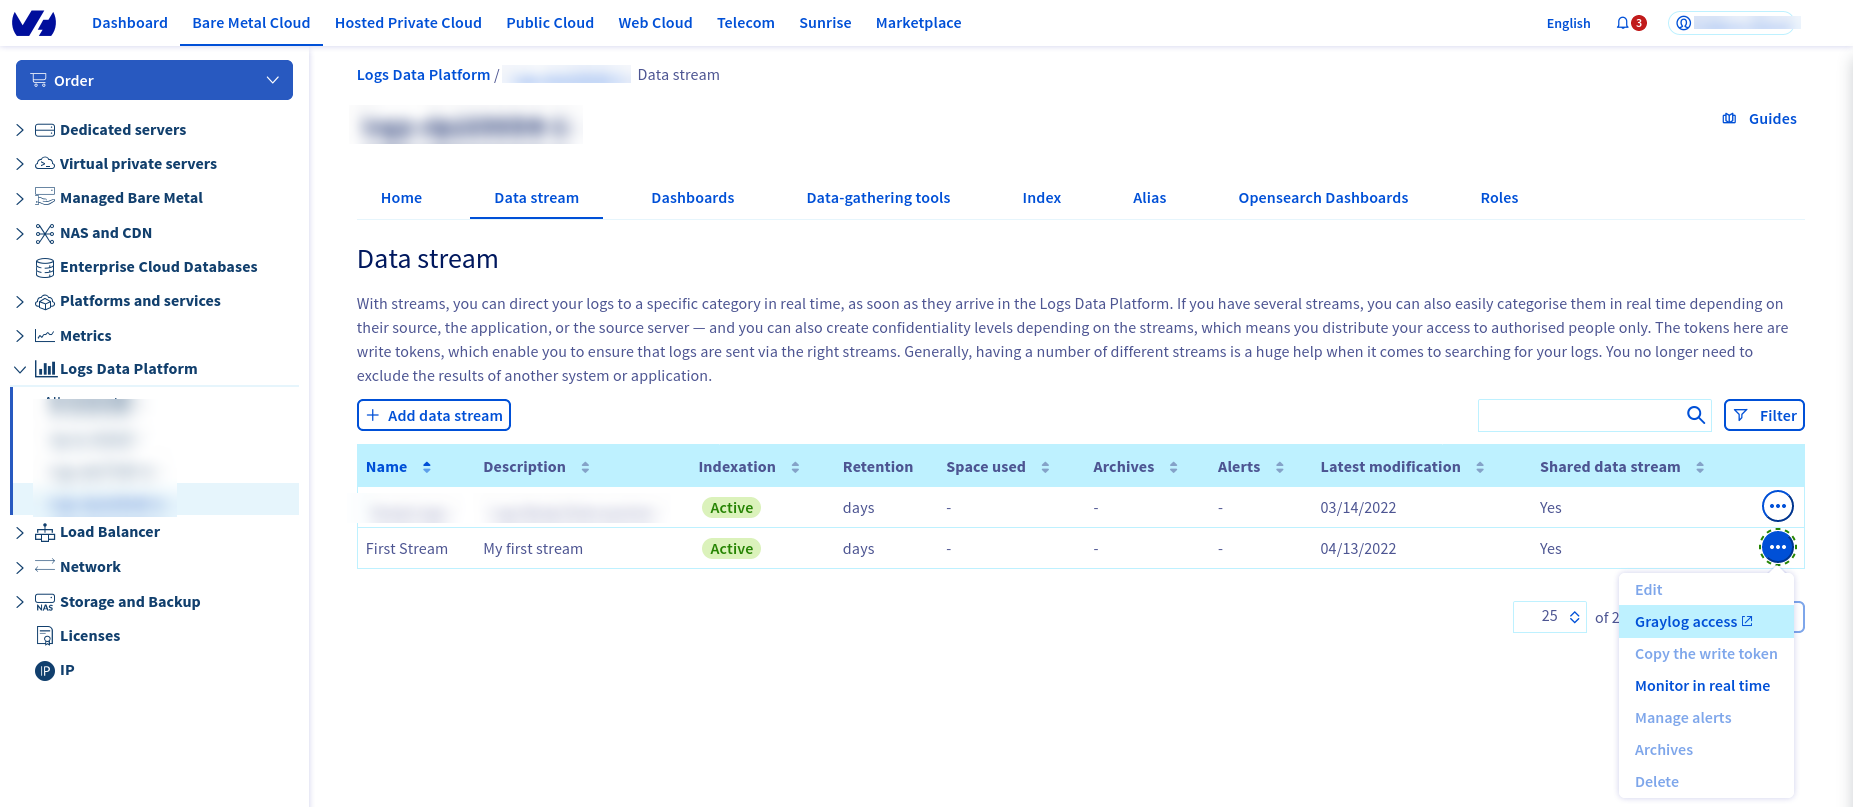 Dashboard Bare Metal Cloud Hosted Private Cloud Public Cloud Web Cloud Telecom Sunrise Marketplace English 3
Order
Dedicated servers
Virtual private servers
Managed Bare Metal
NAS and CDN
Enterprise Cloud Databases
Platforms and services
Metrics
Logs Data Platform
Load Balancer
Network
NAS Storage and Backup
Licenses
IP IP
Logs Data Platform / Data stream
Guides
Home Data stream Dashboards Data-gathering tools Index Alias Opensearch Dashboards Roles
Data stream
With streams, you can direct your logs to a specific category in real time, as soon as they arrive in the Logs Data Platform. If you have several streams, you can also easily categorise them in real time depending on
their source, the application, or the source server — and you can also create confidentiality levels depending on the streams, which means you distribute your access to authorised people only. The tokens here are
write tokens, which enable you to ensure that logs are sent via the right streams. Generally, having a number of different streams is a huge help when it comes to searching for your logs. You no longer need to
exclude the results of another system or application.
Add data stream Filter
Name Description Indexation Retention Space used Archives Alerts Latest modification Shared data stream
Active days - - - 03/14/2022 Yes
First Stream My first stream Active days - - - 04/13/2022 Yes
25 of 2
Edit
Graylog access
Copy the write token
Monitor in real time
Manage alerts
Archives
Delete